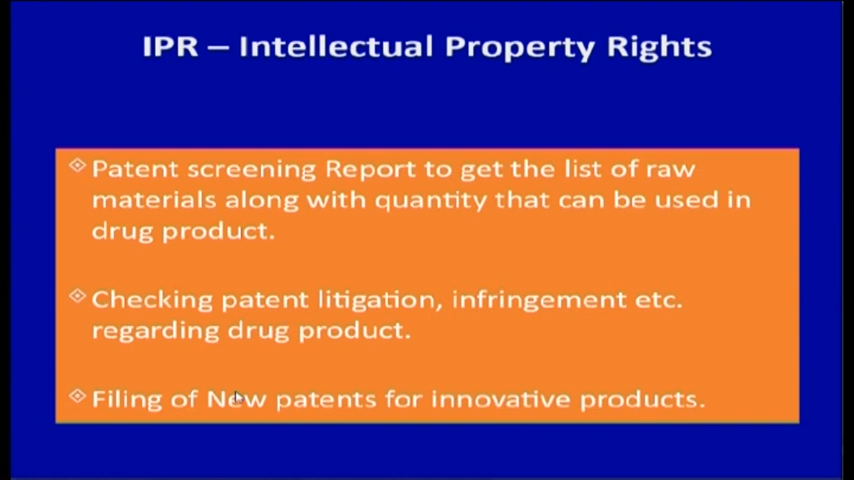 IPR – Intellectual Property Rights
Patent screening Report to get the list of raw
materials along with quantity that can be used in
drug product.
Checking patent litigation, infringement etc.
regarding drug product.
Filing of New patents for innovative products.